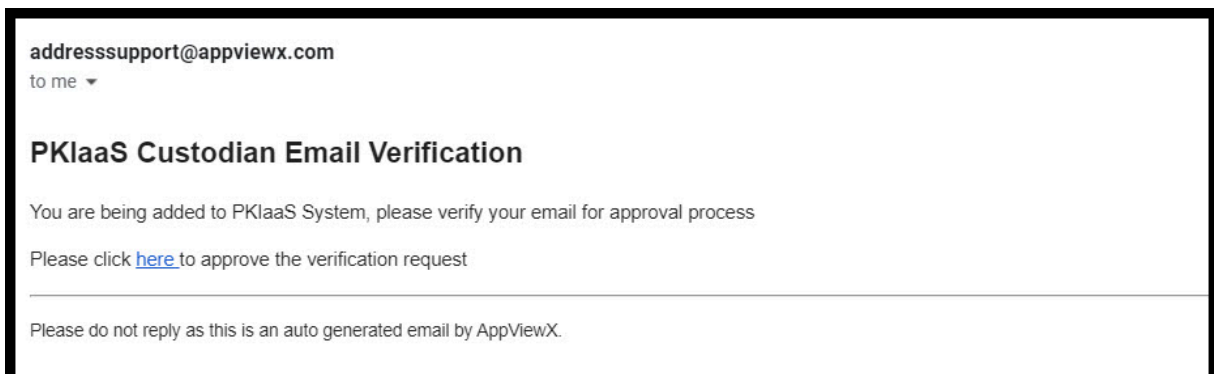 addresssupport@appviewx.com
to me
PKIaaS Custodian Email Verification
You are being added to PKIaaS System, please verify your email for approval process
Please click here to approve the verification request
Please do not reply as this is an auto generated email by AppViewX.